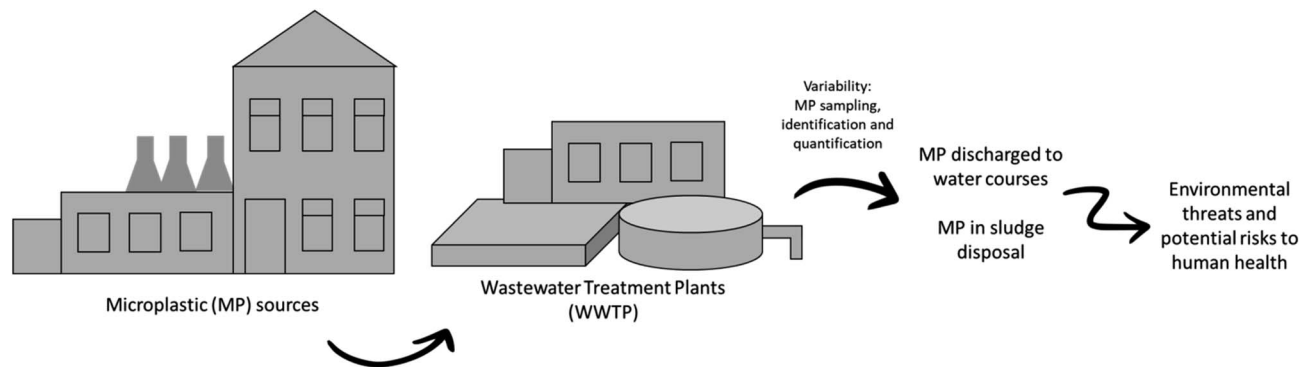 Microplastic (MP) sources
Wastewater Treatment Plants
(WWTP)
Variability:
MP sampling,
identification and
quantification
MP discharged to
water courses
MP in sludge
disposal
Environmental
threats and
potential risks to
human health